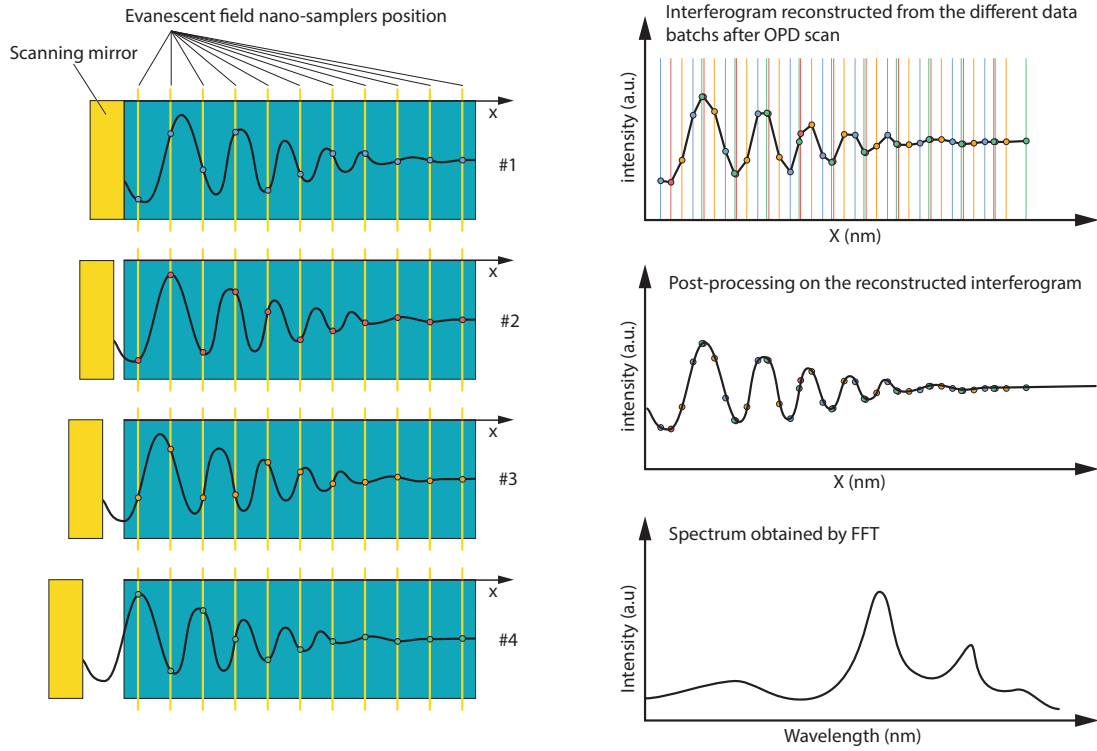 Evanescent field nano-samplers position
Scanning mirror
x
#1
x
#2
x
#3
x
#4
Interferogram reconstructed from the different data
batchs after OPD scan
intensity (a.u.)
X (nm)
Post-processing on the reconstructed interferogram
intensity (a.u.)
X (nm)
Spectrum obtained by FFT
Intensity (a.u)
Wavelength (nm)